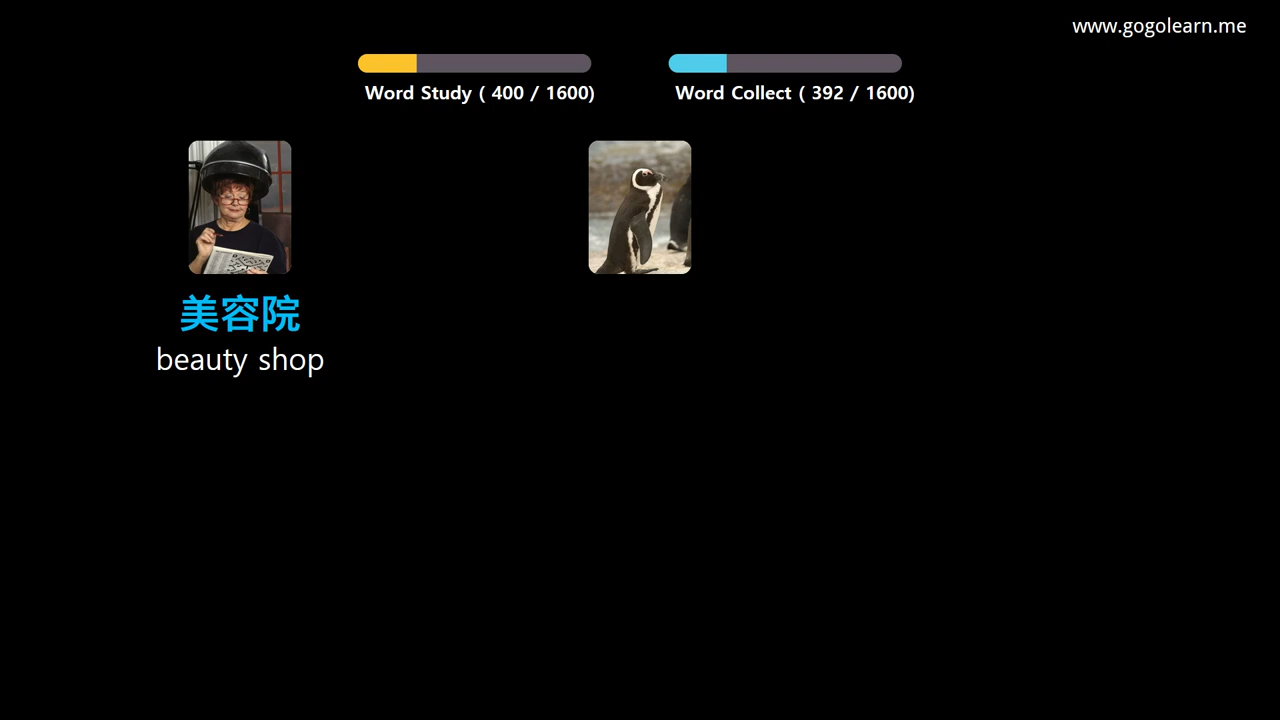 www.gogolearn.me
Word Study ( 400 / 1600)
Word Collect ( 392 / 1600)
美容院
beauty shop